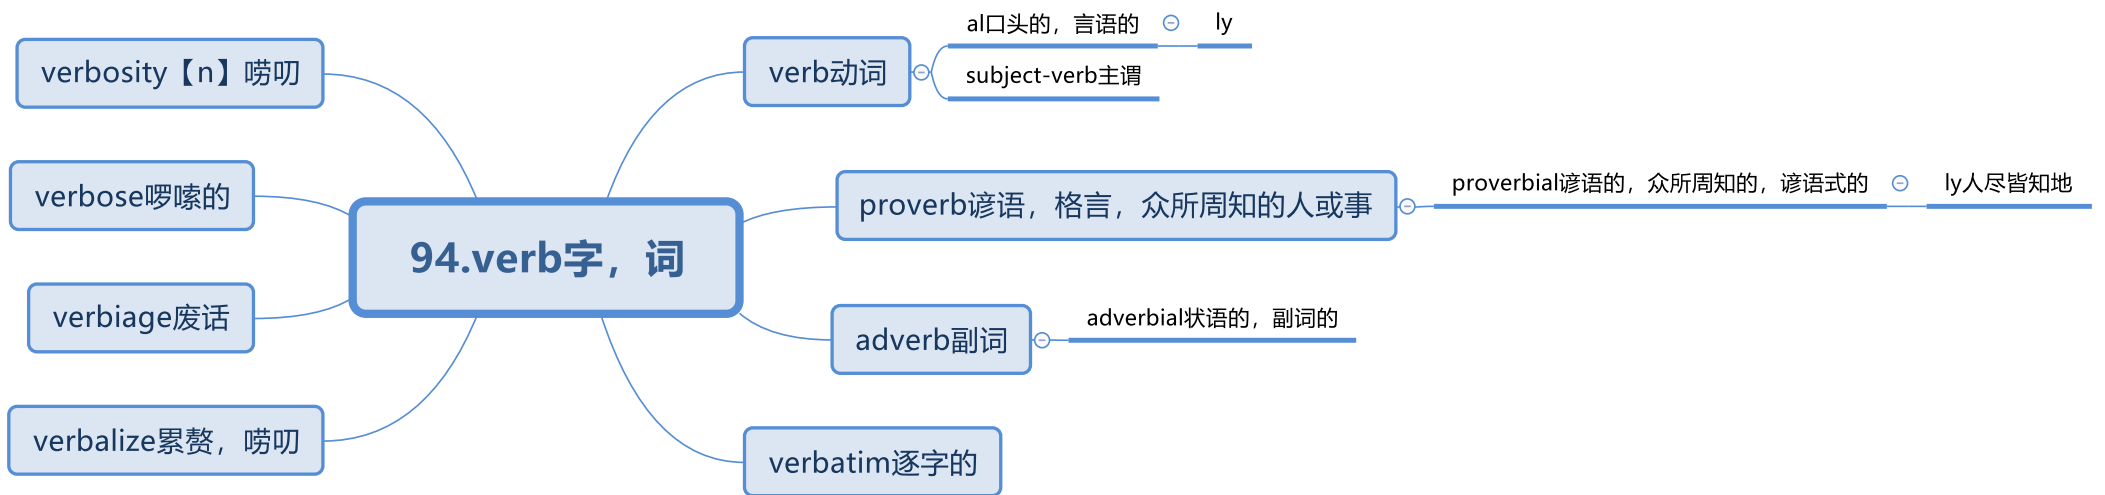 94.verb字，词
verb动词
al口头的，言语的
ly
subject-verb主谓
proverb谚语，格言，众所周知的人或事
proverbial谚语的，众所周知的，谚语式的
ly人尽皆知地
adverb副词
adverbial状语的，副词的
verbatim逐字的
verbosity【n】唠叨
verbose啰嗦的
verbiage废话
verbalize累赘，唠叨